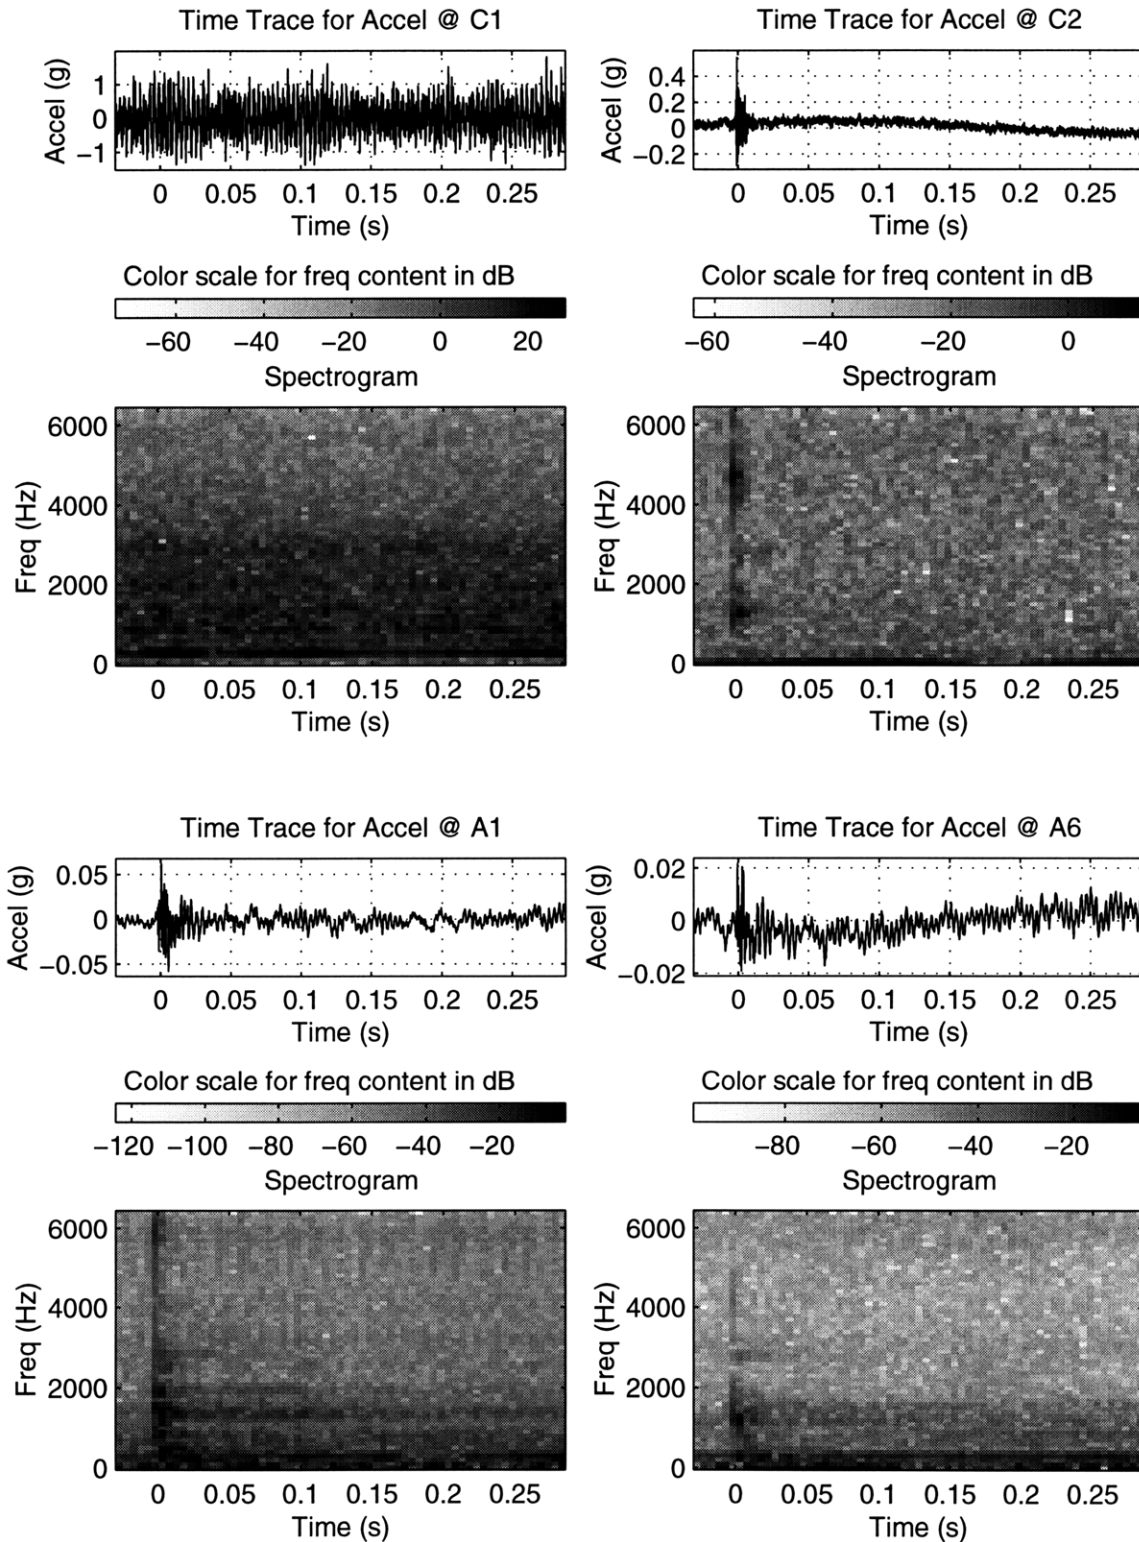 Time Trace for Accel @ C1
Accel (g)
1
0
−1
0 0.05 0.1 0.15 0.2 0.25
Time (s)
Color scale for freq content in dB
−60 −40 −20 0 20
Spectrogram
Freq (Hz)
6000
4000
2000
0
0 0.05 0.1 0.15 0.2 0.25
Time (s)
Time Trace for Accel @ C2
Accel (g)
0.4
0.2
0
−0.2
0 0.05 0.1 0.15 0.2 0.25
Time (s)
Color scale for freq content in dB
−60 −40 −20 0
Spectrogram
Freq (Hz)
6000
4000
2000
0
0 0.05 0.1 0.15 0.2 0.25
Time (s)
Time Trace for Accel @ A1
Accel (g)
0.05
0
−0.05
0 0.05 0.1 0.15 0.2 0.25
Time (s)
Color scale for freq content in dB
−120 −100 −80 −60 −40 −20
Spectrogram
Freq (Hz)
6000
4000
2000
0
0 0.05 0.1 0.15 0.2 0.25
Time (s)
Time Trace for Accel @ A6
Accel (g)
0.02
0
−0.02
0 0.05 0.1 0.15 0.2 0.25
Time (s)
Color scale for freq content in dB
−80 −60 −40 −20
Spectrogram
Freq (Hz)
6000
4000
2000
0
0 0.05 0.1 0.15 0.2 0.25
Time (s)